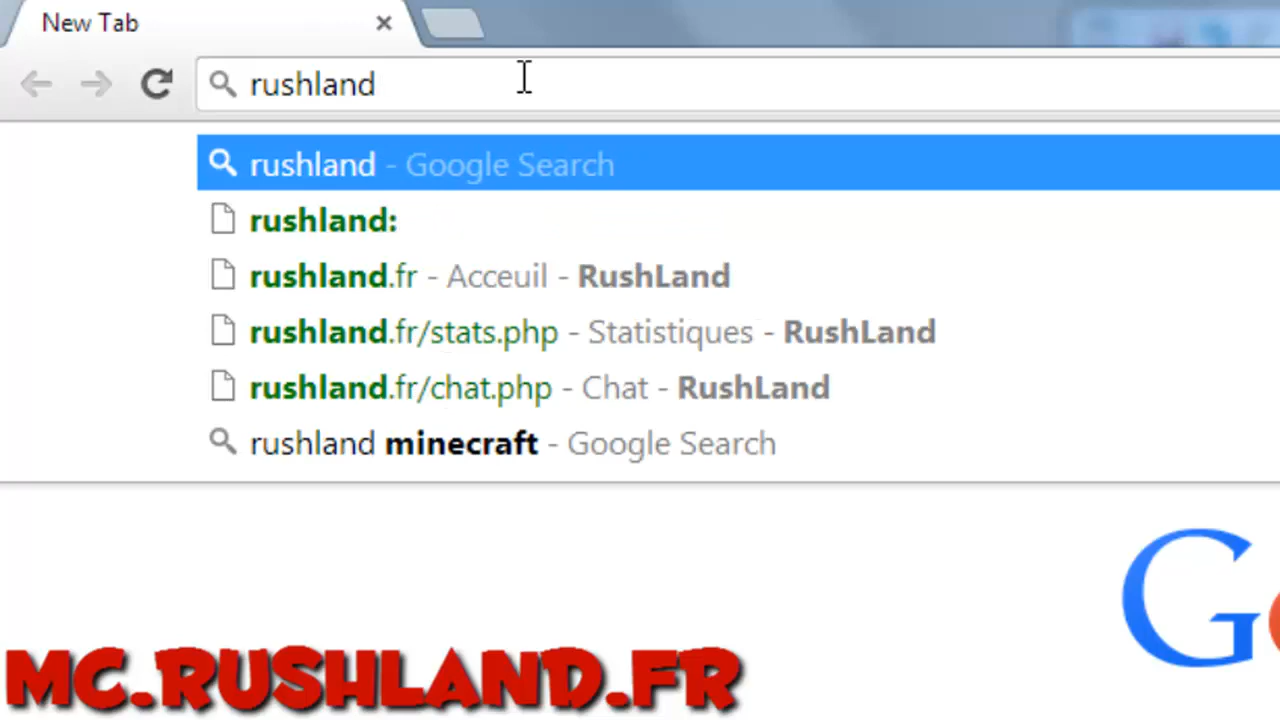 New Tab
rushland
rushland - Google Search
rushland:
rushland.fr - Acceuil - RushLand
rushland.fr/stats.php - Statistiques - RushLand
rushland.fr/chat.php - Chat - RushLand
rushland minecraft - Google Search
G
MC.RUSHLAND.FR